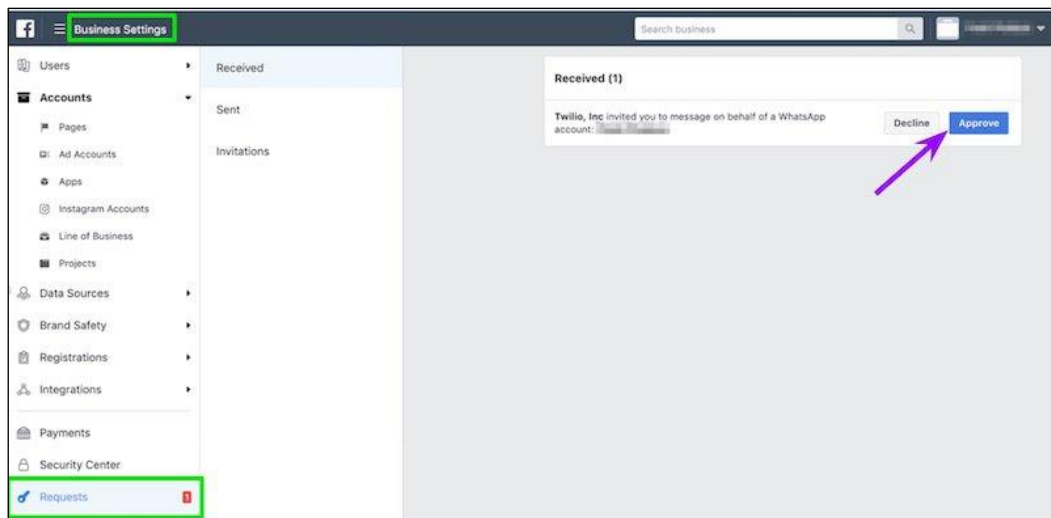 Business Settings
Search business
Users
Accounts
Pages
Ad Accounts
Apps
Instagram Accounts
Line of Business
Projects
Data Sources
Brand Safety
Registrations
Integrations
Payments
Security Center
Requests 1
Received
Sent
Invitations
Received (1)
Twilio, Inc invited you to message on behalf of a WhatsApp
account:
Decline
Approve